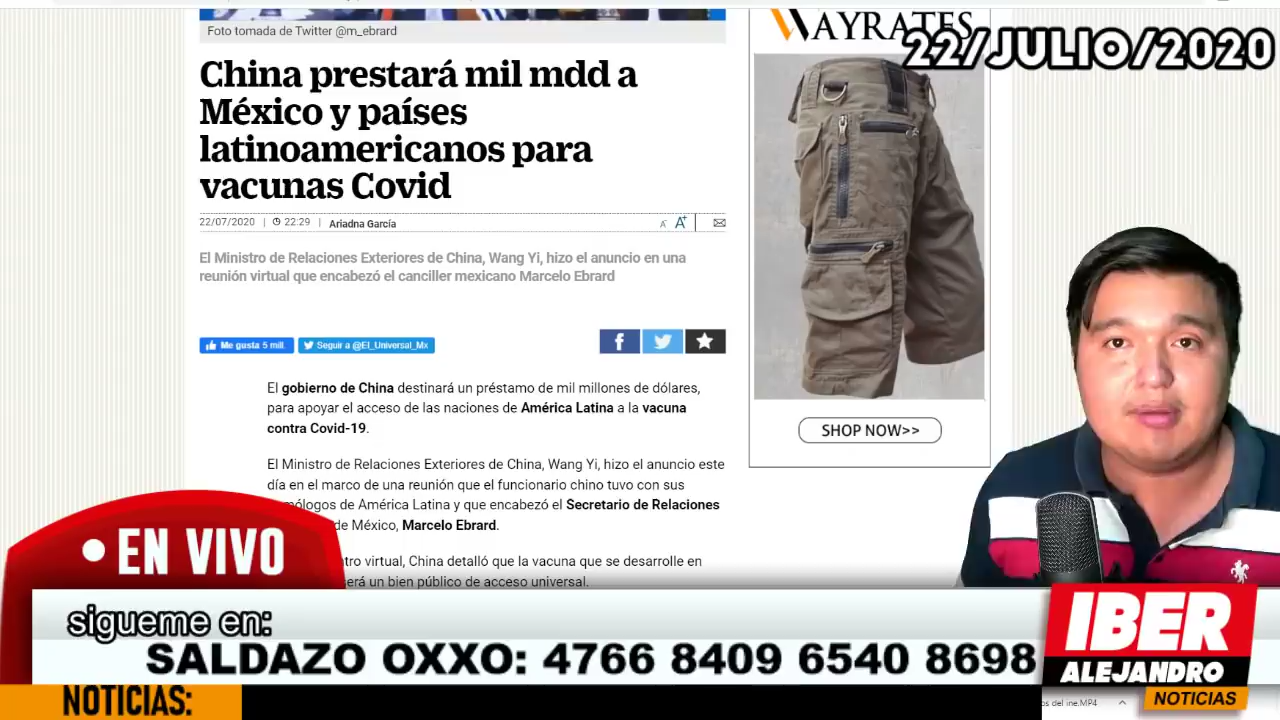 Foto tomada de Twitter @m_ebrard
WAYRATES
22/JULIO/2020
China prestará mil mdd a
México y países
latinoamericanos para
vacunas Covid
22/07/2020 | 22:29 | Ariadna García
A A+
El Ministro de Relaciones Exteriores de China, Wang Yi, hizo el anuncio en una
reunión virtual que encabezó el canciller mexicano Marcelo Ebrard
Me gusta 5 mill. Seguir a @El_Universal_Mx
El gobierno de China destinará un préstamo de mil millones de dólares,
para apoyar el acceso de las naciones de América Latina a la vacuna
contra Covid-19.
SHOP NOW>>
El Ministro de Relaciones Exteriores de China, Wang Yi, hizo el anuncio este
día en el marco de una reunión que el funcionario chino tuvo con sus
mólogos de América Latina y que encabezó el Secretario de Relaciones
de México, Marcelo Ebrard.
tro virtual, China detalló que la vacuna que se desarrolle en
será un bien público de acceso universal.
EN VIVO
sigueme en:
SALDAZO OXXO: 4766 8409 6540 8698
IBER
ALEJANDRO
NOTICIAS
NOTICIAS:
os del ine.MP4